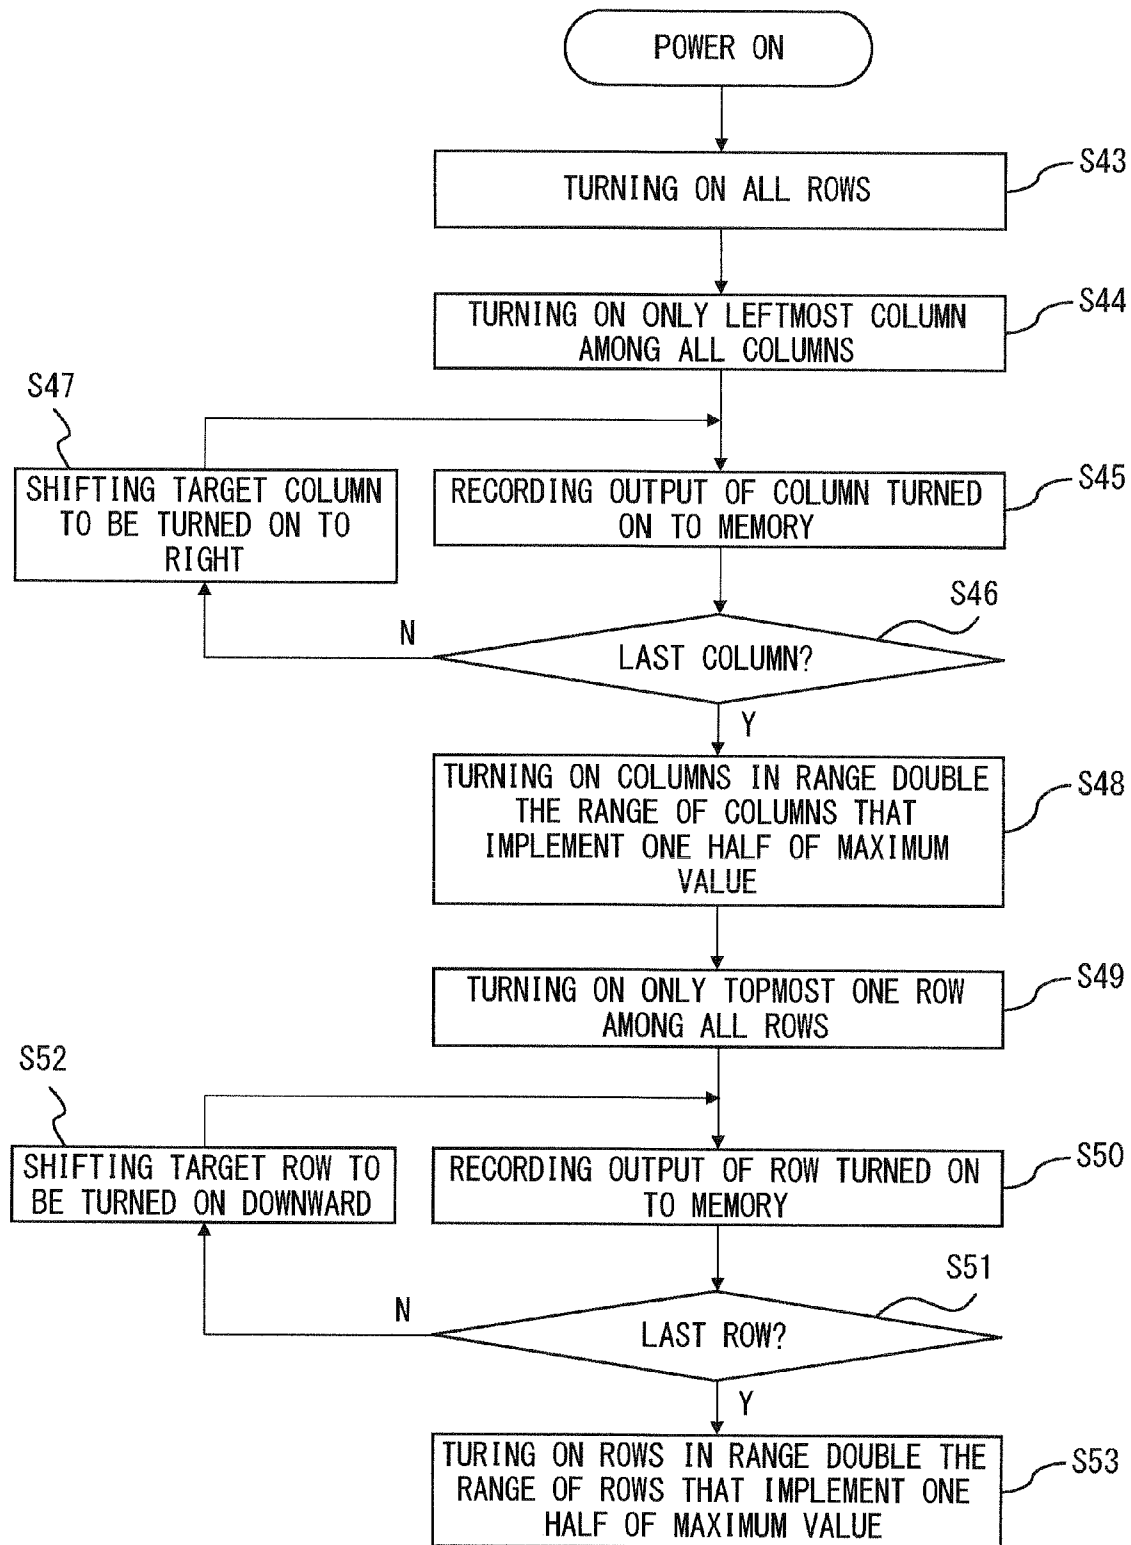 POWER ON
S43
TURNING ON ALL ROWS
S44
TURNING ON ONLY LEFTMOST COLUMN
AMONG ALL COLUMNS
S47
SHIFTING TARGET COLUMN
TO BE TURNED ON TO
RIGHT
S45
RECORDING OUTPUT OF COLUMN TURNED
ON TO MEMORY
S46
N
LAST COLUMN?
Y
S48
TURNING ON COLUMNS IN RANGE DOUBLE
THE RANGE OF COLUMNS THAT
IMPLEMENT ONE HALF OF MAXIMUM
VALUE
S49
TURNING ON ONLY TOPMOST ONE ROW
AMONG ALL ROWS
S52
SHIFTING TARGET ROW TO
BE TURNED ON DOWNWARD
S50
RECORDING OUTPUT OF ROW TURNED ON
TO MEMORY
S51
N
LAST ROW?
Y
S53
TURING ON ROWS IN RANGE DOUBLE THE
RANGE OF ROWS THAT IMPLEMENT ONE
HALF OF MAXIMUM VALUE